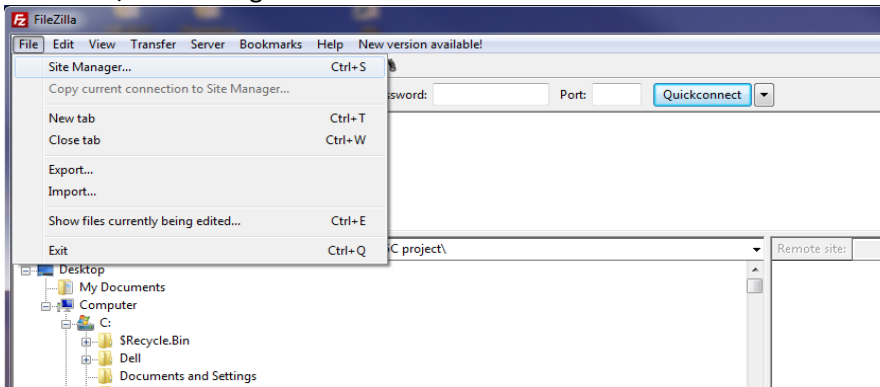 FileZilla
File Edit View Transfer Server Bookmarks Help New version available!
Site Manager... Ctrl+S
Copy current connection to Site Manager...
ssword: Port: Quickconnect
New tab Ctrl+T
Close tab Ctrl+W
Export...
Import...
Show files currently being edited... Ctrl+E
Exit Ctrl+Q
C project\ Remote site:
Desktop
My Documents
Computer
C:
$Recycle.Bin
Dell
Documents and Settings